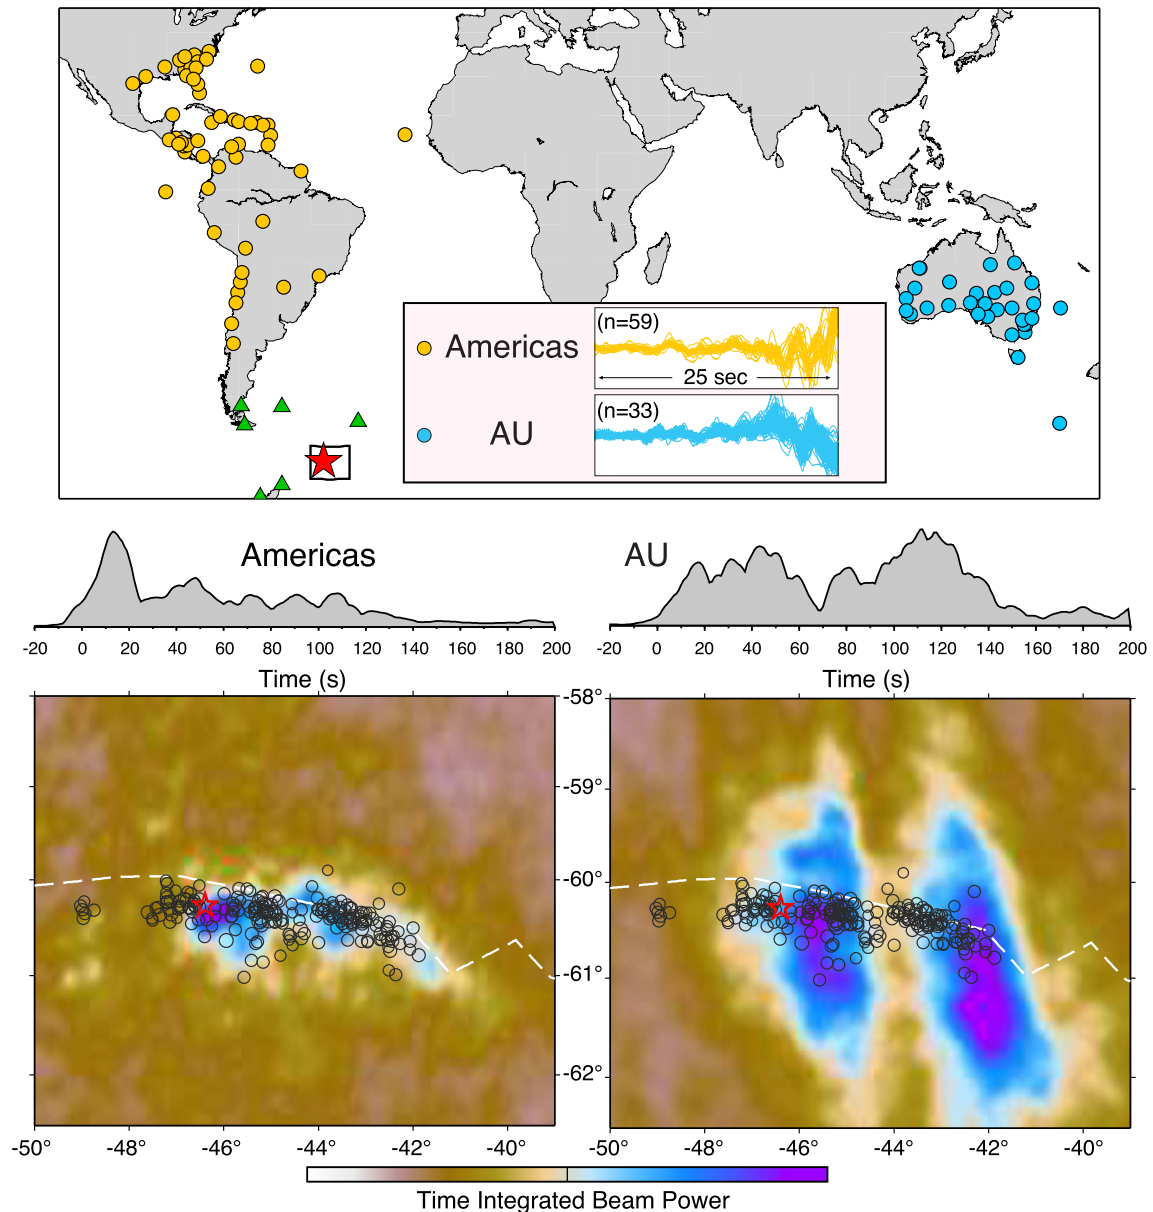 (n=59)
Americas
25 sec
(n=33)
AU
Americas
AU
-20 0 20 40 60 80 100 120 140 160 180 200
-20 0 20 40 60 80 100 120 140 160 180 200
Time (s)
Time (s)
-58°
-59°
-60°
-61°
-62°
-50° -48 -46 -44 -42 -40
-50° -48 -46 -44 -42 -40
Time Integrated Beam Power